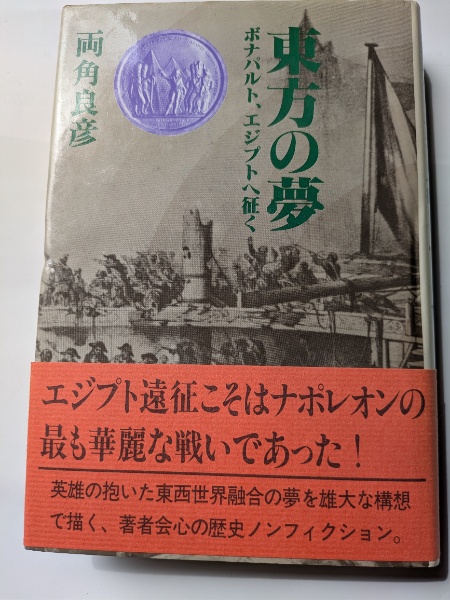 東方の夢
ボナパルト、エジプトへ征く
両角良彦
エジプト遠征こそはナポレオンの
最も華麗な戦いであった!
英雄の抱いた東西世界融合の夢を雄大な構想
で描く、著者会心の歴史ノンフィクション。